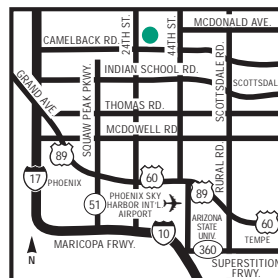 24TH ST.
44TH ST.
MCDONALD AVE.
CAMELBACK RD.
INDIAN SCHOOL RD.
SCOTTSDALE RD.
SCOTTSDAL
GRAND AVE.
SQUAW PEAK PKWY.
THOMAS RD.
MCDOWELL RD.
89
60
RURAL RD.
17
PHOENIX
PHOENIX SKY
HARBOR INT'L
AIRPORT
51
89
ARIZONA
STATE
UNIV.
60
TEMPE
10
360
N
MARICOPA FRWY.
SUPERSTITION
FRWY.